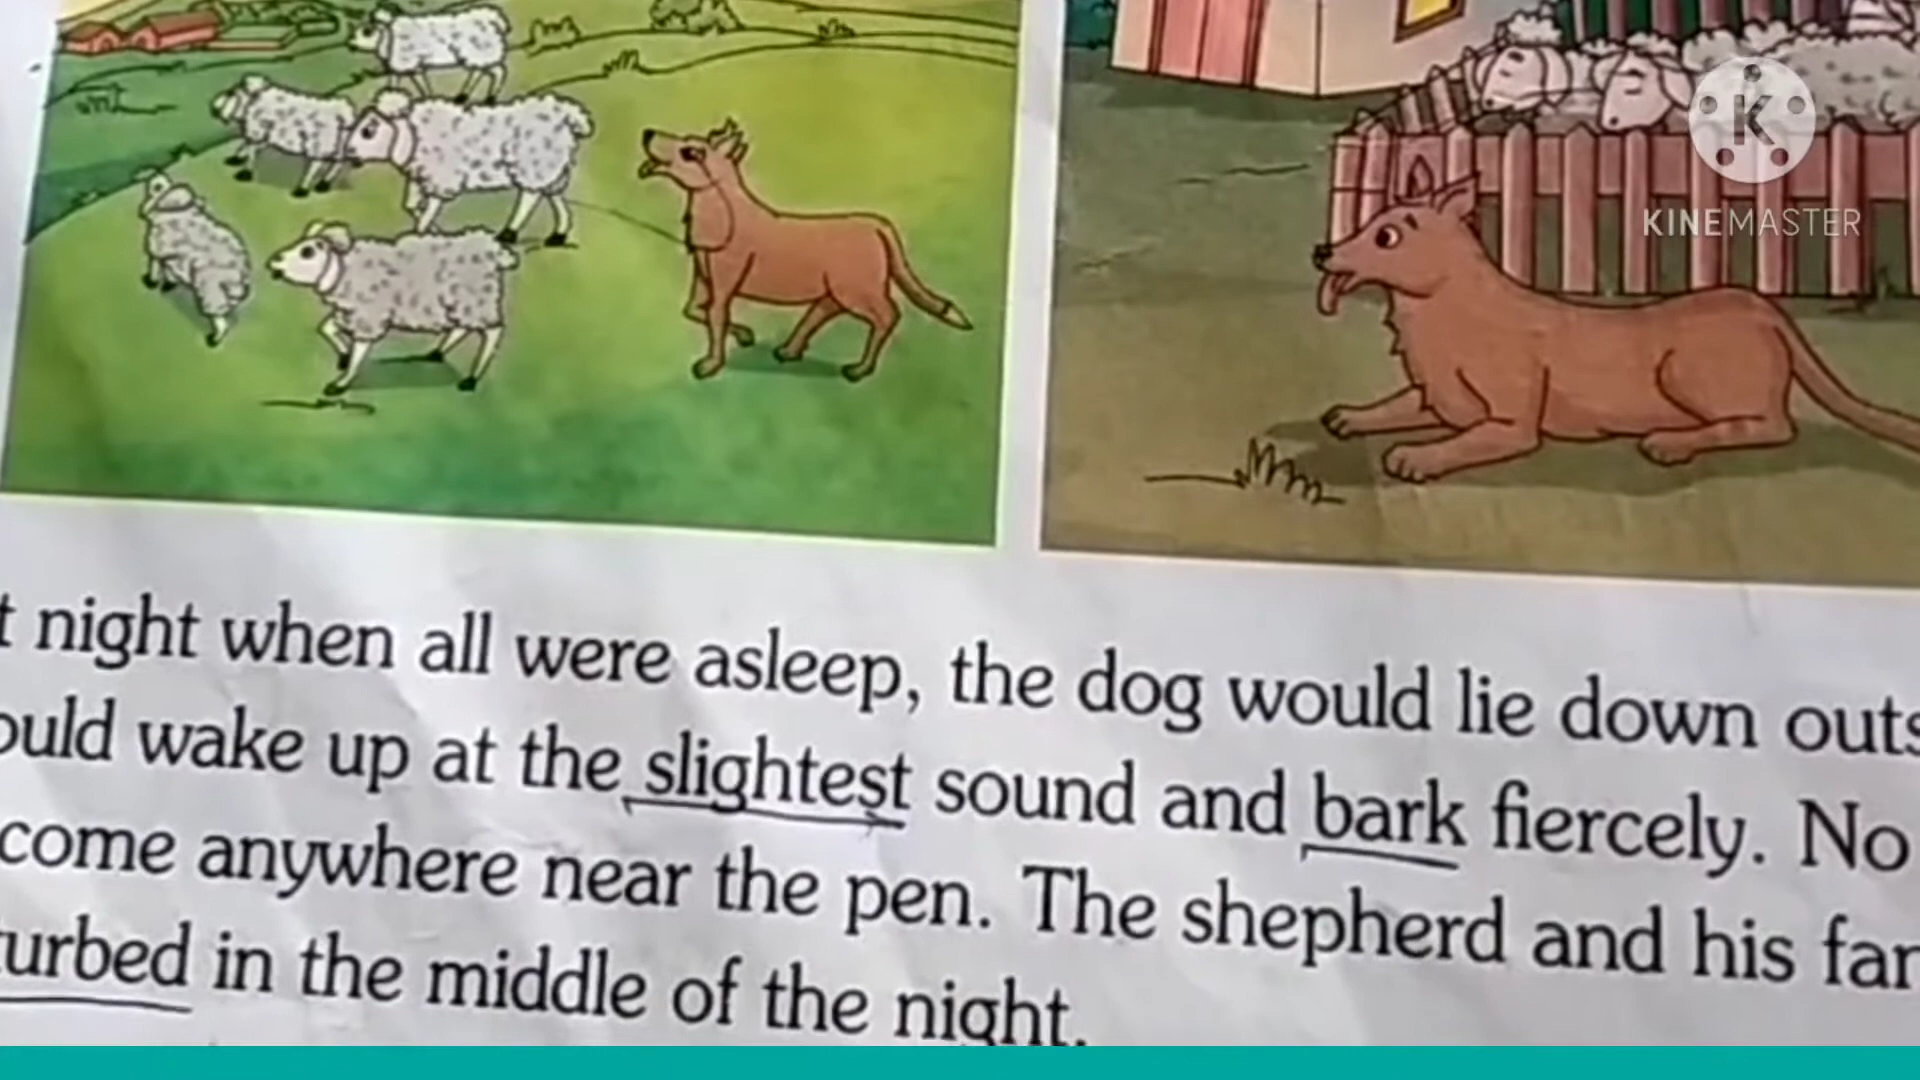 KINEMASTER
t night when all were asleep, the dog would lie down outs
ould wake up at the slightest sound and bark fiercely. No
come anywhere near the pen. The shepherd and his fam
turbed in the middle of the night.